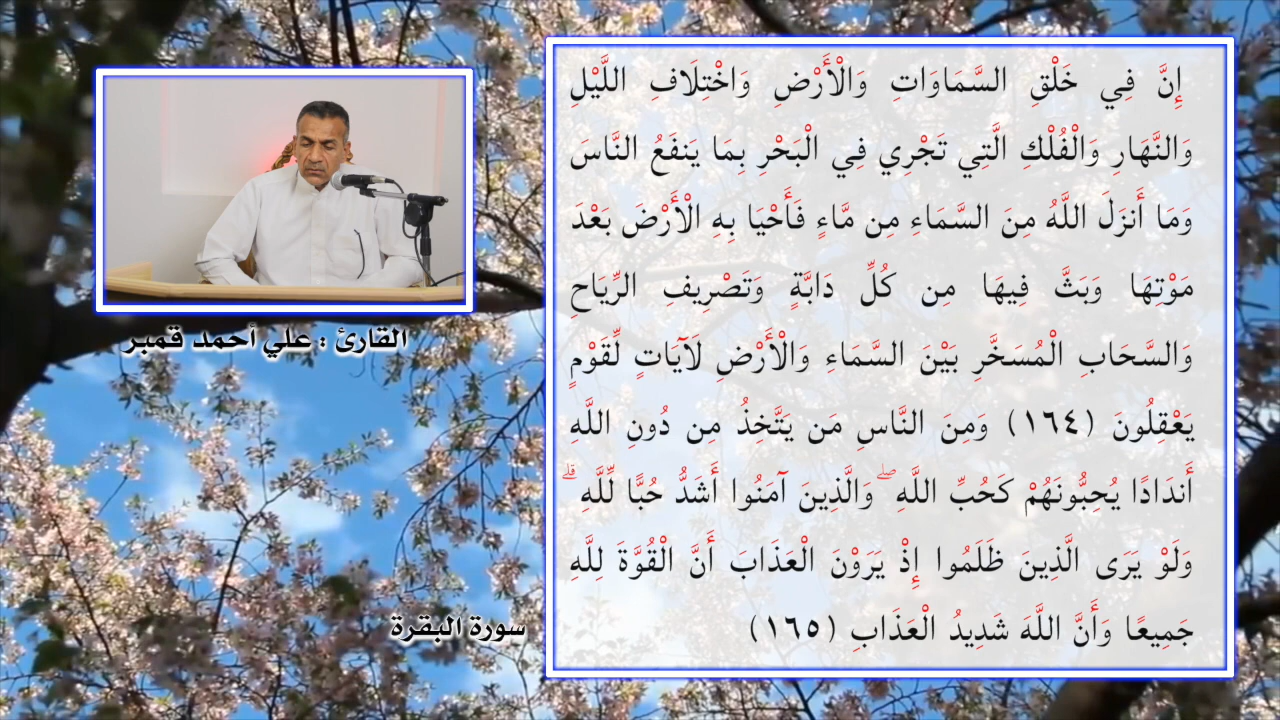 إِنَّ فِي خَلْقِ السَّمَاوَاتِ وَالْأَرْضِ وَاخْتِلَافِ اللَّيْلِ
وَالنَّهَارِ وَالْفُلْكِ الَّتِي تَجْرِي فِي الْبَحْرِ بِمَا يَنفَعُ النَّاسَ
وَمَا أَنزَلَ اللَّهُ مِنَ السَّمَاءِ مِن مَّاءٍ فَأَحْيَا بِهِ الْأَرْضَ بَعْدَ
مَوْتِهَا وَبَثَّ فِيهَا مِن كُلِّ دَابَّةٍ وَتَصْرِيفِ الرِّيَاحِ
وَالسَّحَابِ الْمُسَخَّرِ بَيْنَ السَّمَاءِ وَالْأَرْضِ لَآيَاتٍ لِّقَوْمٍ
يَعْقِلُونَ (١٦٤) وَمِنَ النَّاسِ مَن يَتَّخِذُ مِن دُونِ اللَّهِ
أَندَادًا يُحِبُّونَهُمْ كَحُبِّ اللَّهِ ۖ وَالَّذِينَ آمَنُوا أَشَدُّ حُبًّا لِّلَّهِ ۗ
وَلَوْ يَرَى الَّذِينَ ظَلَمُوا إِذْ يَرَوْنَ الْعَذَابَ أَنَّ الْقُوَّةَ لِلَّهِ
جَمِيعًا وَأَنَّ اللَّهَ شَدِيدُ الْعَذَابِ (١٦٥)
القارئ : علي أحمد قمبر
سورة البقرة